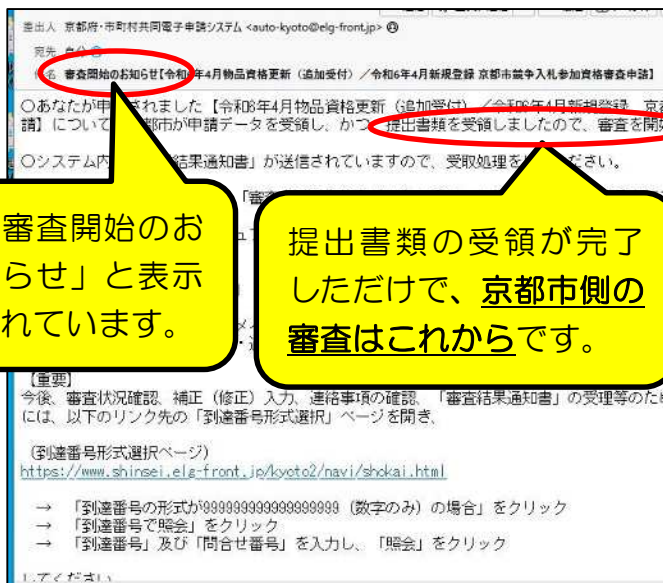 差出人 京都府・市町村共同電子申請システム <auto-kyoto@elg-front.jp>
宛先 自分
件名 審査開始のお知らせ【令和6年4月物品資格更新（追加受付）／令和6年4月新規登録 京都市競争入札参加資格審査申請】
○あなたが申 されました【令和6年4月物品資格更新（追加受付）／令和6年4月新規登録 京
請】について 都市が申請データを受領し、かつ、提出書類を受領しましたので、審査を開
○システム内 結果通知書」が送信されていますので、受取処理を ださい。
「審
審査開始のお
らせ」と表示
れています。
提出書類の受領が完了
しただけで、京都市側の
審査はこれからです。
【重要】
今後、審査状況確認、補正（修正）入力、連絡事項の確認、「審査結果通知書」の受理等のため
には、以下のリンク先の「到達番号形式選択」ページを開き、
（到達番号形式選択ページ）
https://www.shinsei.elg-front.jp/kyoto2/navi/shokai.html
→ 「到達番号の形式が999999999999999999（数字のみ）の場合」をクリック
→ 「到達番号で照会」をクリック
→ 「到達番号」及び「問合せ番号」を入力し、「照会」をクリック
してください